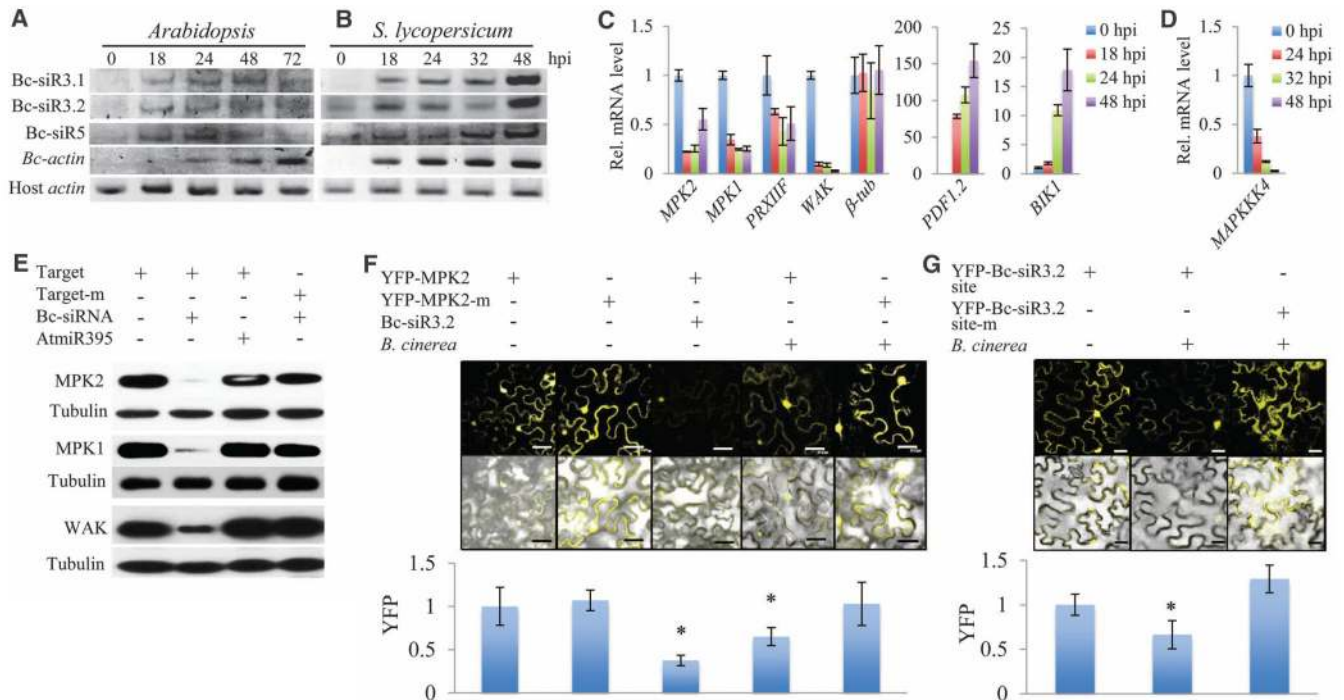 A
Arabidopsis
0 18 24 48 72
Bc-siR3.1
Bc-siR3.2
Bc-siR5
Bc-actin
Host actin
B
S. lycopersicum
0 18 24 32 48 hpi
C
Rel. mRNA level
1.5
1
0.5
0
MPK2
MPK1
PRXIIF
WAK
β-tub
200
150
100
50
0
PDF1.2
25
20
15
10
5
0
BIK1
0 hpi
18 hpi
24 hpi
48 hpi
D
Rel. mRNA level
1.5
1
0.5
0
MAPKKK4
0 hpi
24 hpi
32 hpi
48 hpi
E
Target + + + -
Target-m - - - +
Bc-siRNA - + - +
AtmiR395 - - + -
MPK2
Tubulin
MPK1
Tubulin
WAK
Tubulin
F
YFP-MPK2 + - + + -
YFP-MPK2-m - + - - +
Bc-siR3.2 - - + - -
B. cinerea - - - + +
YFP
1.5
1
0.5
0
* *
G
YFP-Bc-siR3.2 + + -
site
YFP-Bc-siR3.2 - - +
site-m
B. cinerea - + +
YFP
1.5
1
0.5
0
*